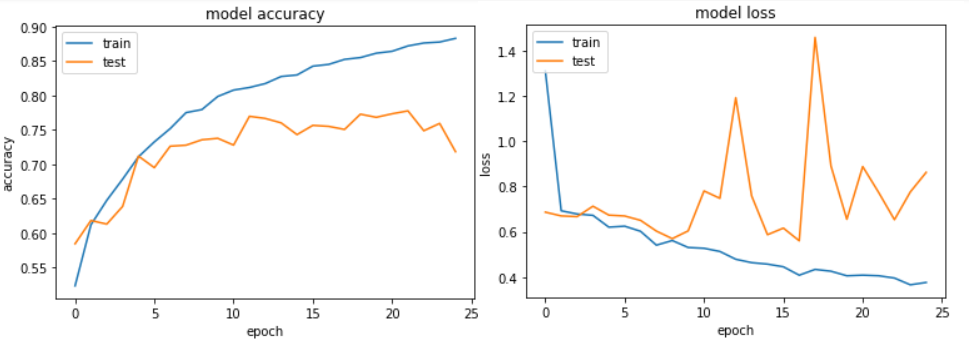 model accuracy
train
test
accuracy
0.90
0.85
0.80
0.75
0.70
0.65
0.60
0.55
0 5 10 15 20 25
epoch
model loss
train
test
loss
1.4
1.2
1.0
0.8
0.6
0.4
0 5 10 15 20 25
epoch